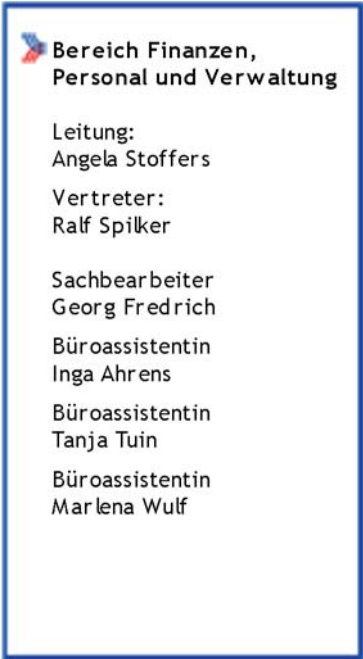 Bereich Finanzen,
Personal und Verwaltung
Leitung:
Angela Stoffers
Vertreter:
Ralf Spilker
Sachbearbeiter
Georg Fredrich
Büroassistentin
Inga Ahrens
Büroassistentin
Tanja Tuin
Büroassistentin
Marlena Wulf